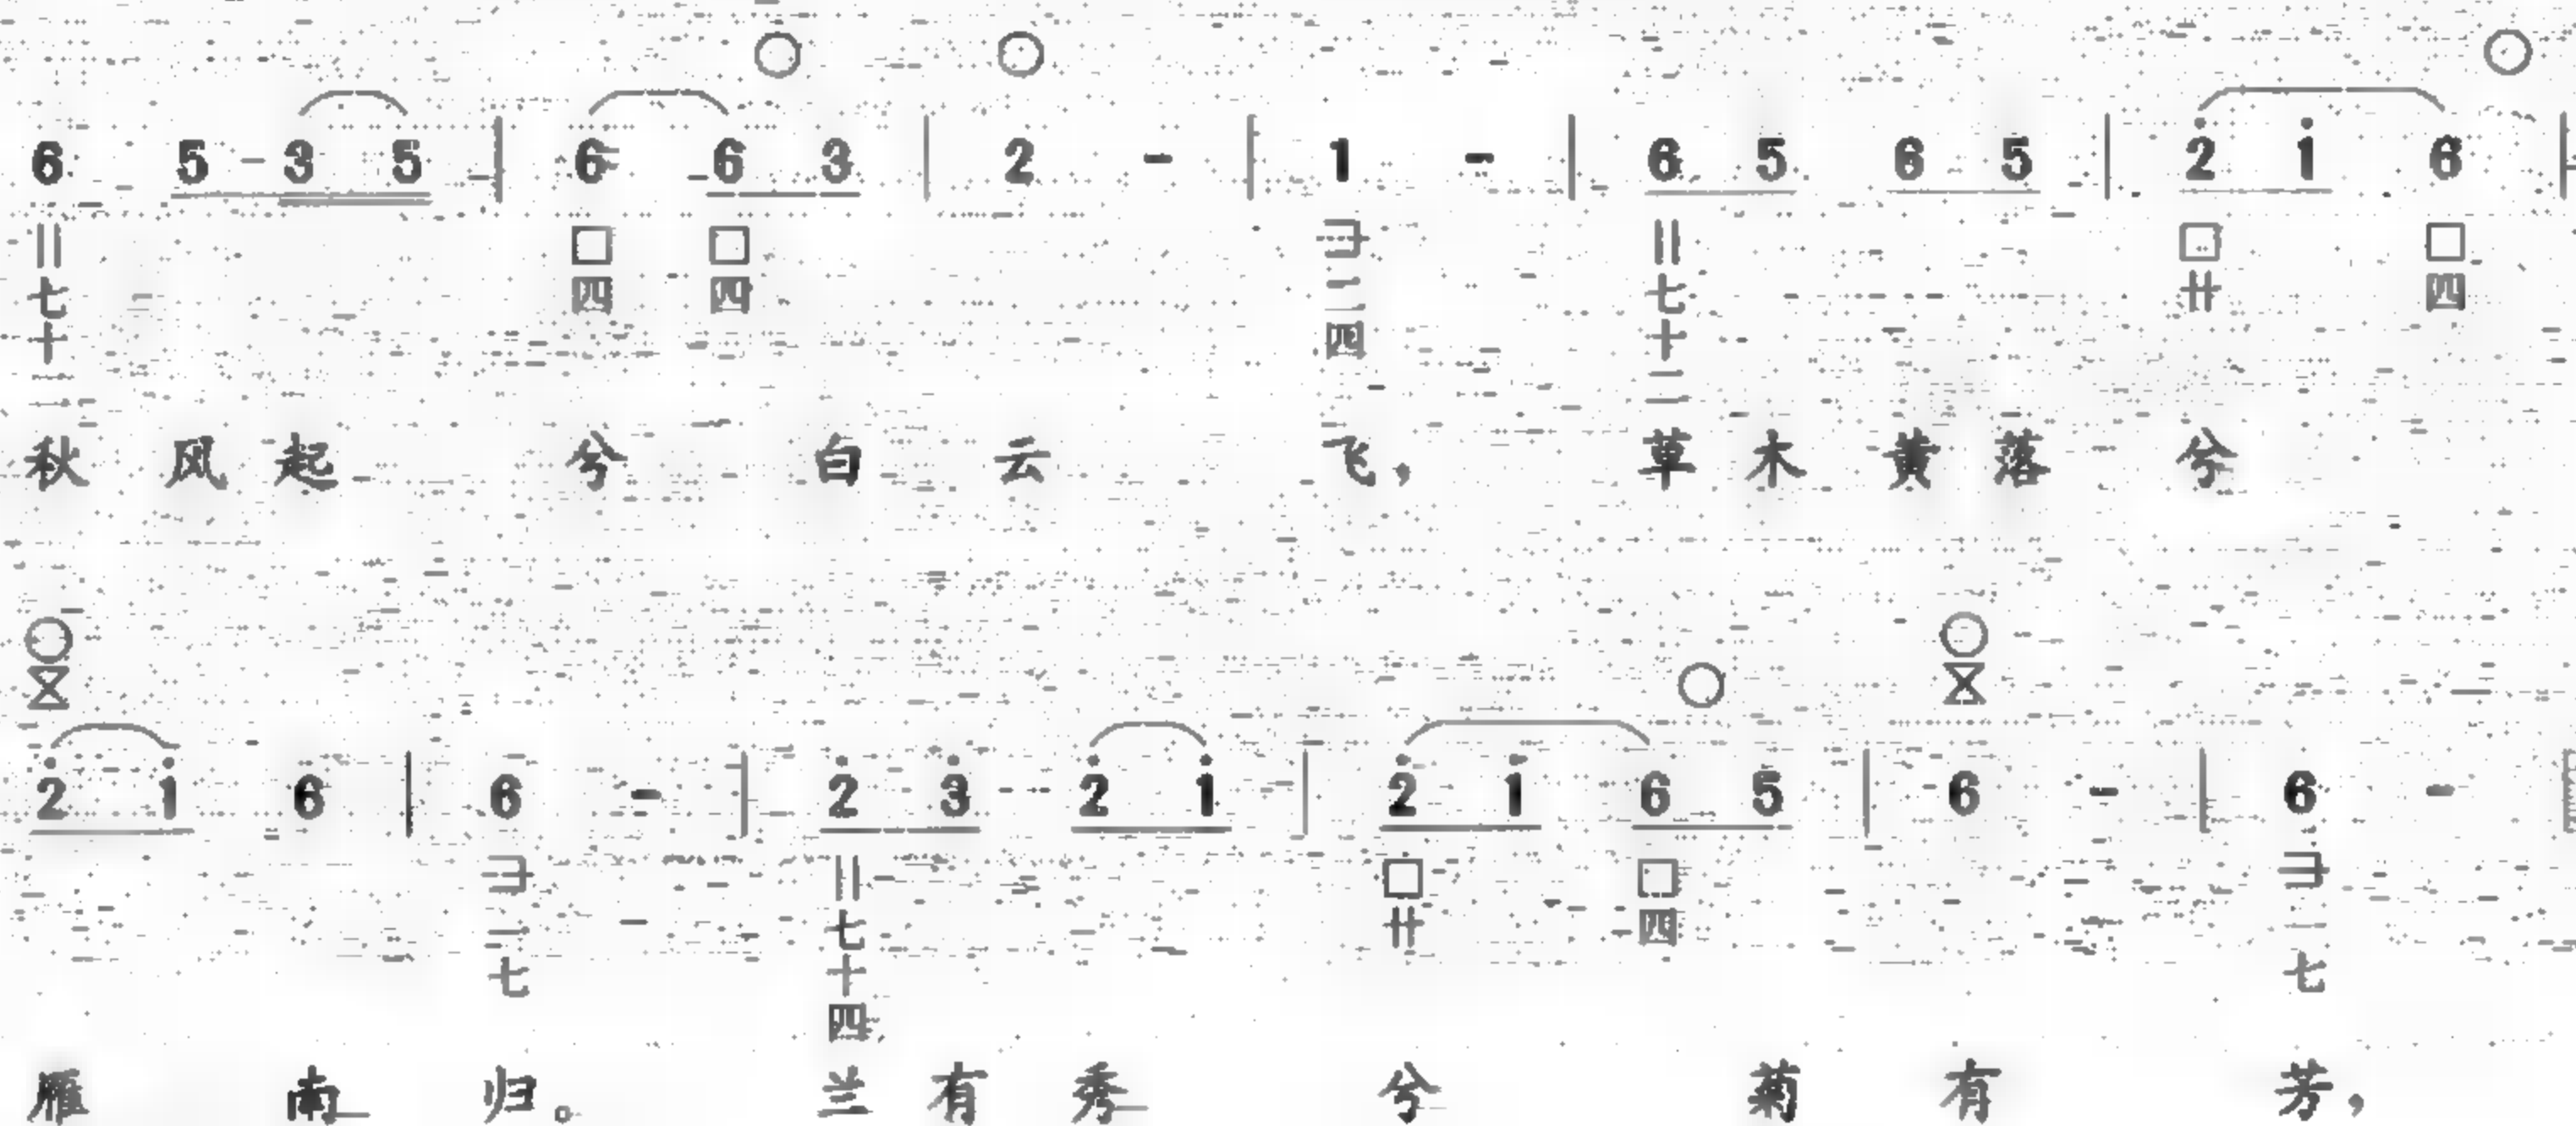 6 5 3 5 | 6 6 3 | 2 - | 1 - | 6 5 6 5 | 2 1 6 |
秋 风 起 兮 白 云 飞， 草 木 黄 落 兮
2 1 6 | 6 - | 2 3 2 1 | 2 1 6 5 | 6 - | 6 -
雁 南 归。 兰 有 秀 兮 菊 有 芳，